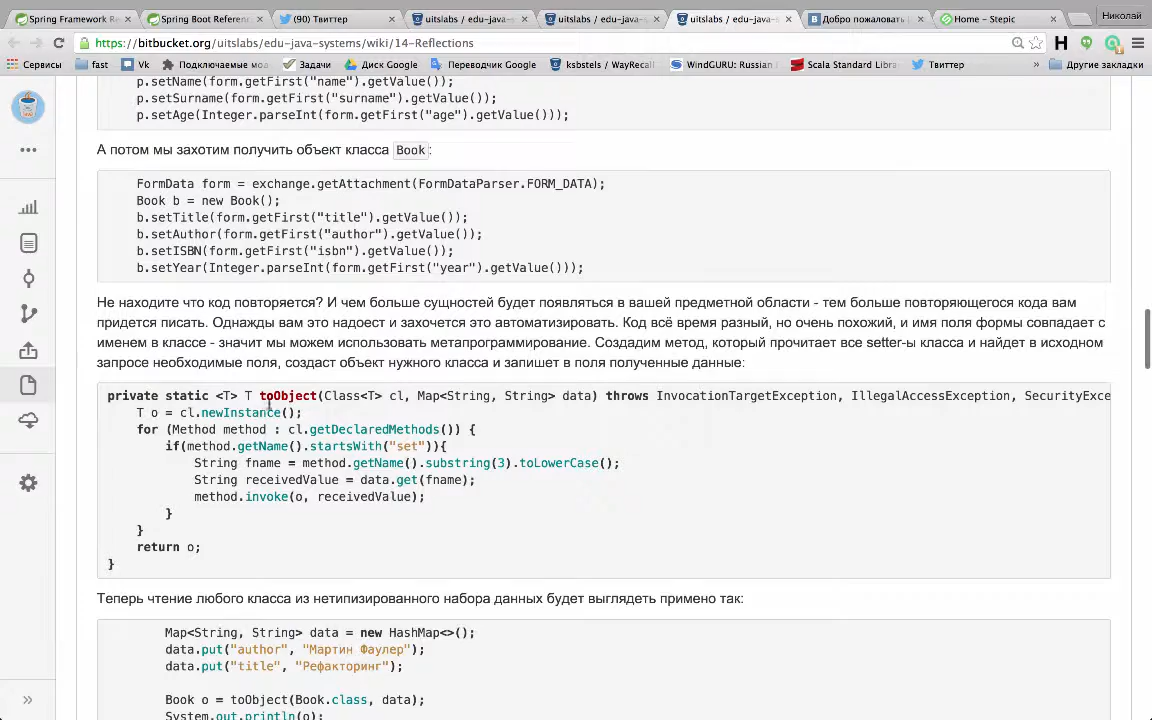 Spring Framework R
Spring Boot Referenc
(90) Твиттер
uitslabs / edu-java-s
uitslabs / edu-java-s
uitslabs / edu-java-s
Добро пожаловать
Home – Stepic
Николай
https://bitbucket.org/uitslabs/edu-java-systems/wiki/14-Reflections
Сервисы
fast
Vk
Подключаемые мо
Задачи
Диск Google
Переводчик Google
ksbstels / WayRecall
WindGURU: Russian
Scala Standard Libra
Твиттер
»
Другие закладки
p.setName(form.getFirst("name").getValue());
p.setSurname(form.getFirst("surname").getValue());
p.setAge(Integer.parseInt(form.getFirst("age").getValue()));
А потом мы захотим получить объект класса Book:
FormData form = exchange.getAttachment(FormDataParser.FORM_DATA);
Book b = new Book();
b.setTitle(form.getFirst("title").getValue());
b.setAuthor(form.getFirst("author").getValue());
b.setISBN(form.getFirst("isbn").getValue());
b.setYear(Integer.parseInt(form.getFirst("year").getValue()));
Не находите что код повторяется? И чем больше сущностей будет появляться в вашей предметной области - тем больше повторяющегося кода вам
придется писать. Однажды вам это надоест и захочется это автоматизировать. Код всё время разный, но очень похожий, и имя поля формы совпадает с
именем в классе - значит мы можем использовать метапрограммирование. Создадим метод, который прочитает все setter-ы класса и найдет в исходном
запросе необходимые поля, создаст объект нужного класса и запишет в поля полученные данные:
private static <T> T toObject(Class<T> cl, Map<String, String> data) throws InvocationTargetException, IllegalAccessException, SecurityExce
T o = cl.newInstance();
for (Method method : cl.getDeclaredMethods()) {
if(method.getName().startsWith("set")){
String fname = method.getName().substring(3).toLowerCase();
String receivedValue = data.get(fname);
method.invoke(o, receivedValue);
}
}
return o;
}
Теперь чтение любого класса из нетипизированного набора данных будет выглядеть примено так:
Map<String, String> data = new HashMap<>();
data.put("author", "Мартин Фаулер");
data.put("title", "Рефакторинг");
Book o = toObject(Book.class, data);
System.out.println(o);